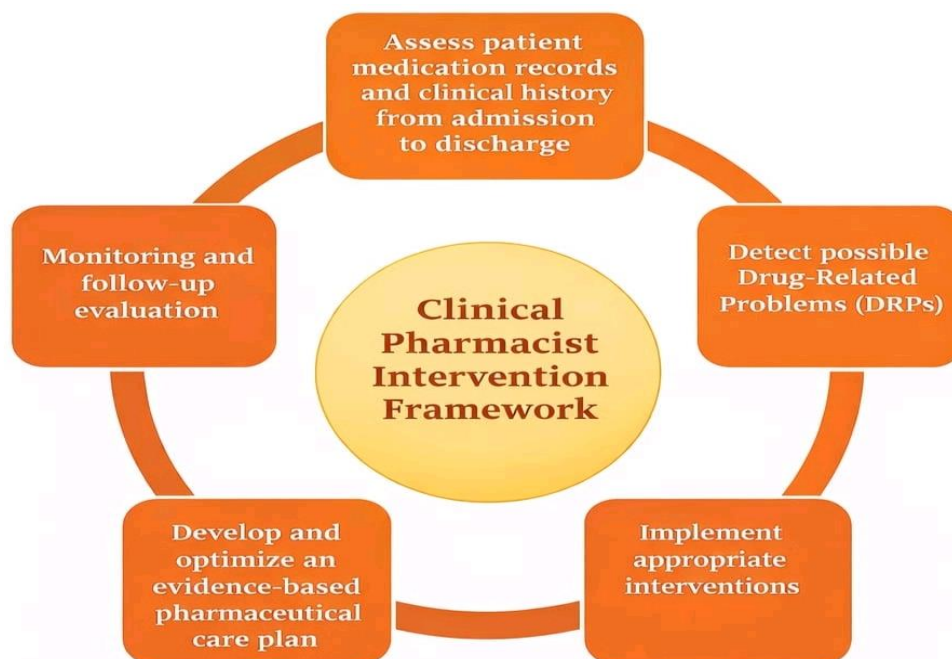 Assess patient
medication records
and clinical history
from admission
to discharge
Detect possible
Drug-Related
Problems (DRPs)
Implement
appropriate
interventions
Develop and
optimize an
evidence-based
pharmaceutical
care plan
Monitoring and
follow-up
evaluation
Clinical
Pharmacist
Intervention
Framework